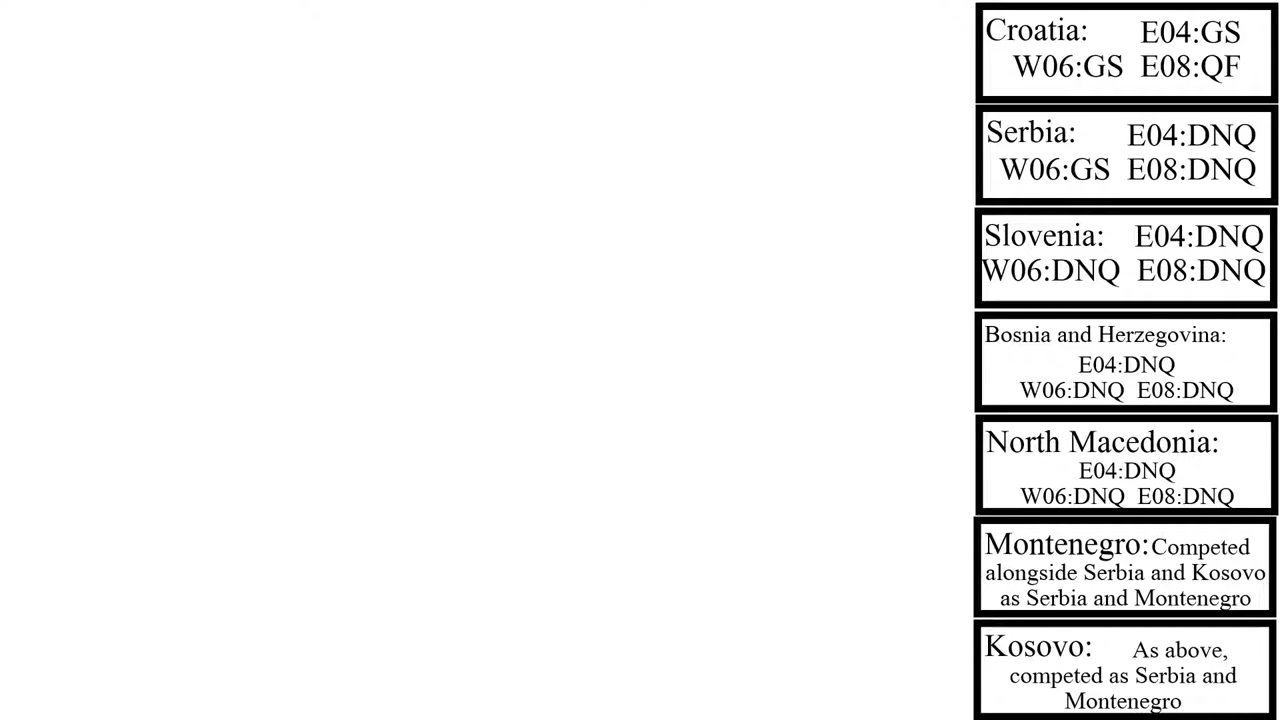 Croatia: E04:GS
W06:GS E08:QF
Serbia: E04:DNQ
W06:GS E08:DNQ
Slovenia: E04:DNQ
W06:DNQ E08:DNQ
Bosnia and Herzegovina:
E04:DNQ
W06:DNQ E08:DNQ
North Macedonia:
E04:DNQ
W06:DNQ E08:DNQ
Montenegro: Competed
alongside Serbia and Kosovo
as Serbia and Montenegro
Kosovo: As above,
competed as Serbia and
Montenegro